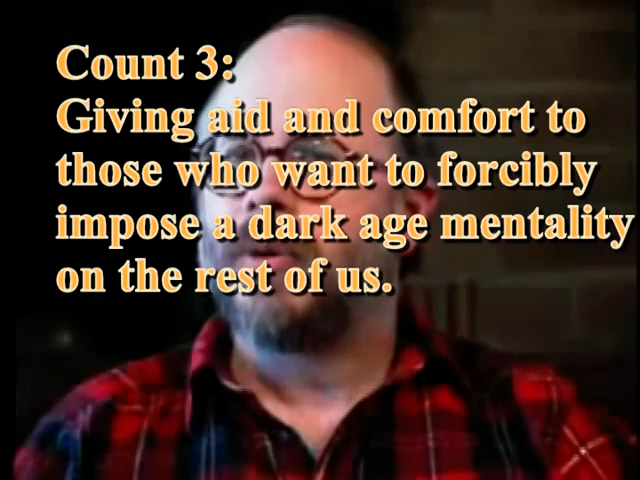 Count 3:
Giving aid and comfort to
those who want to forcibly
impose a dark age mentality
on the rest of us.